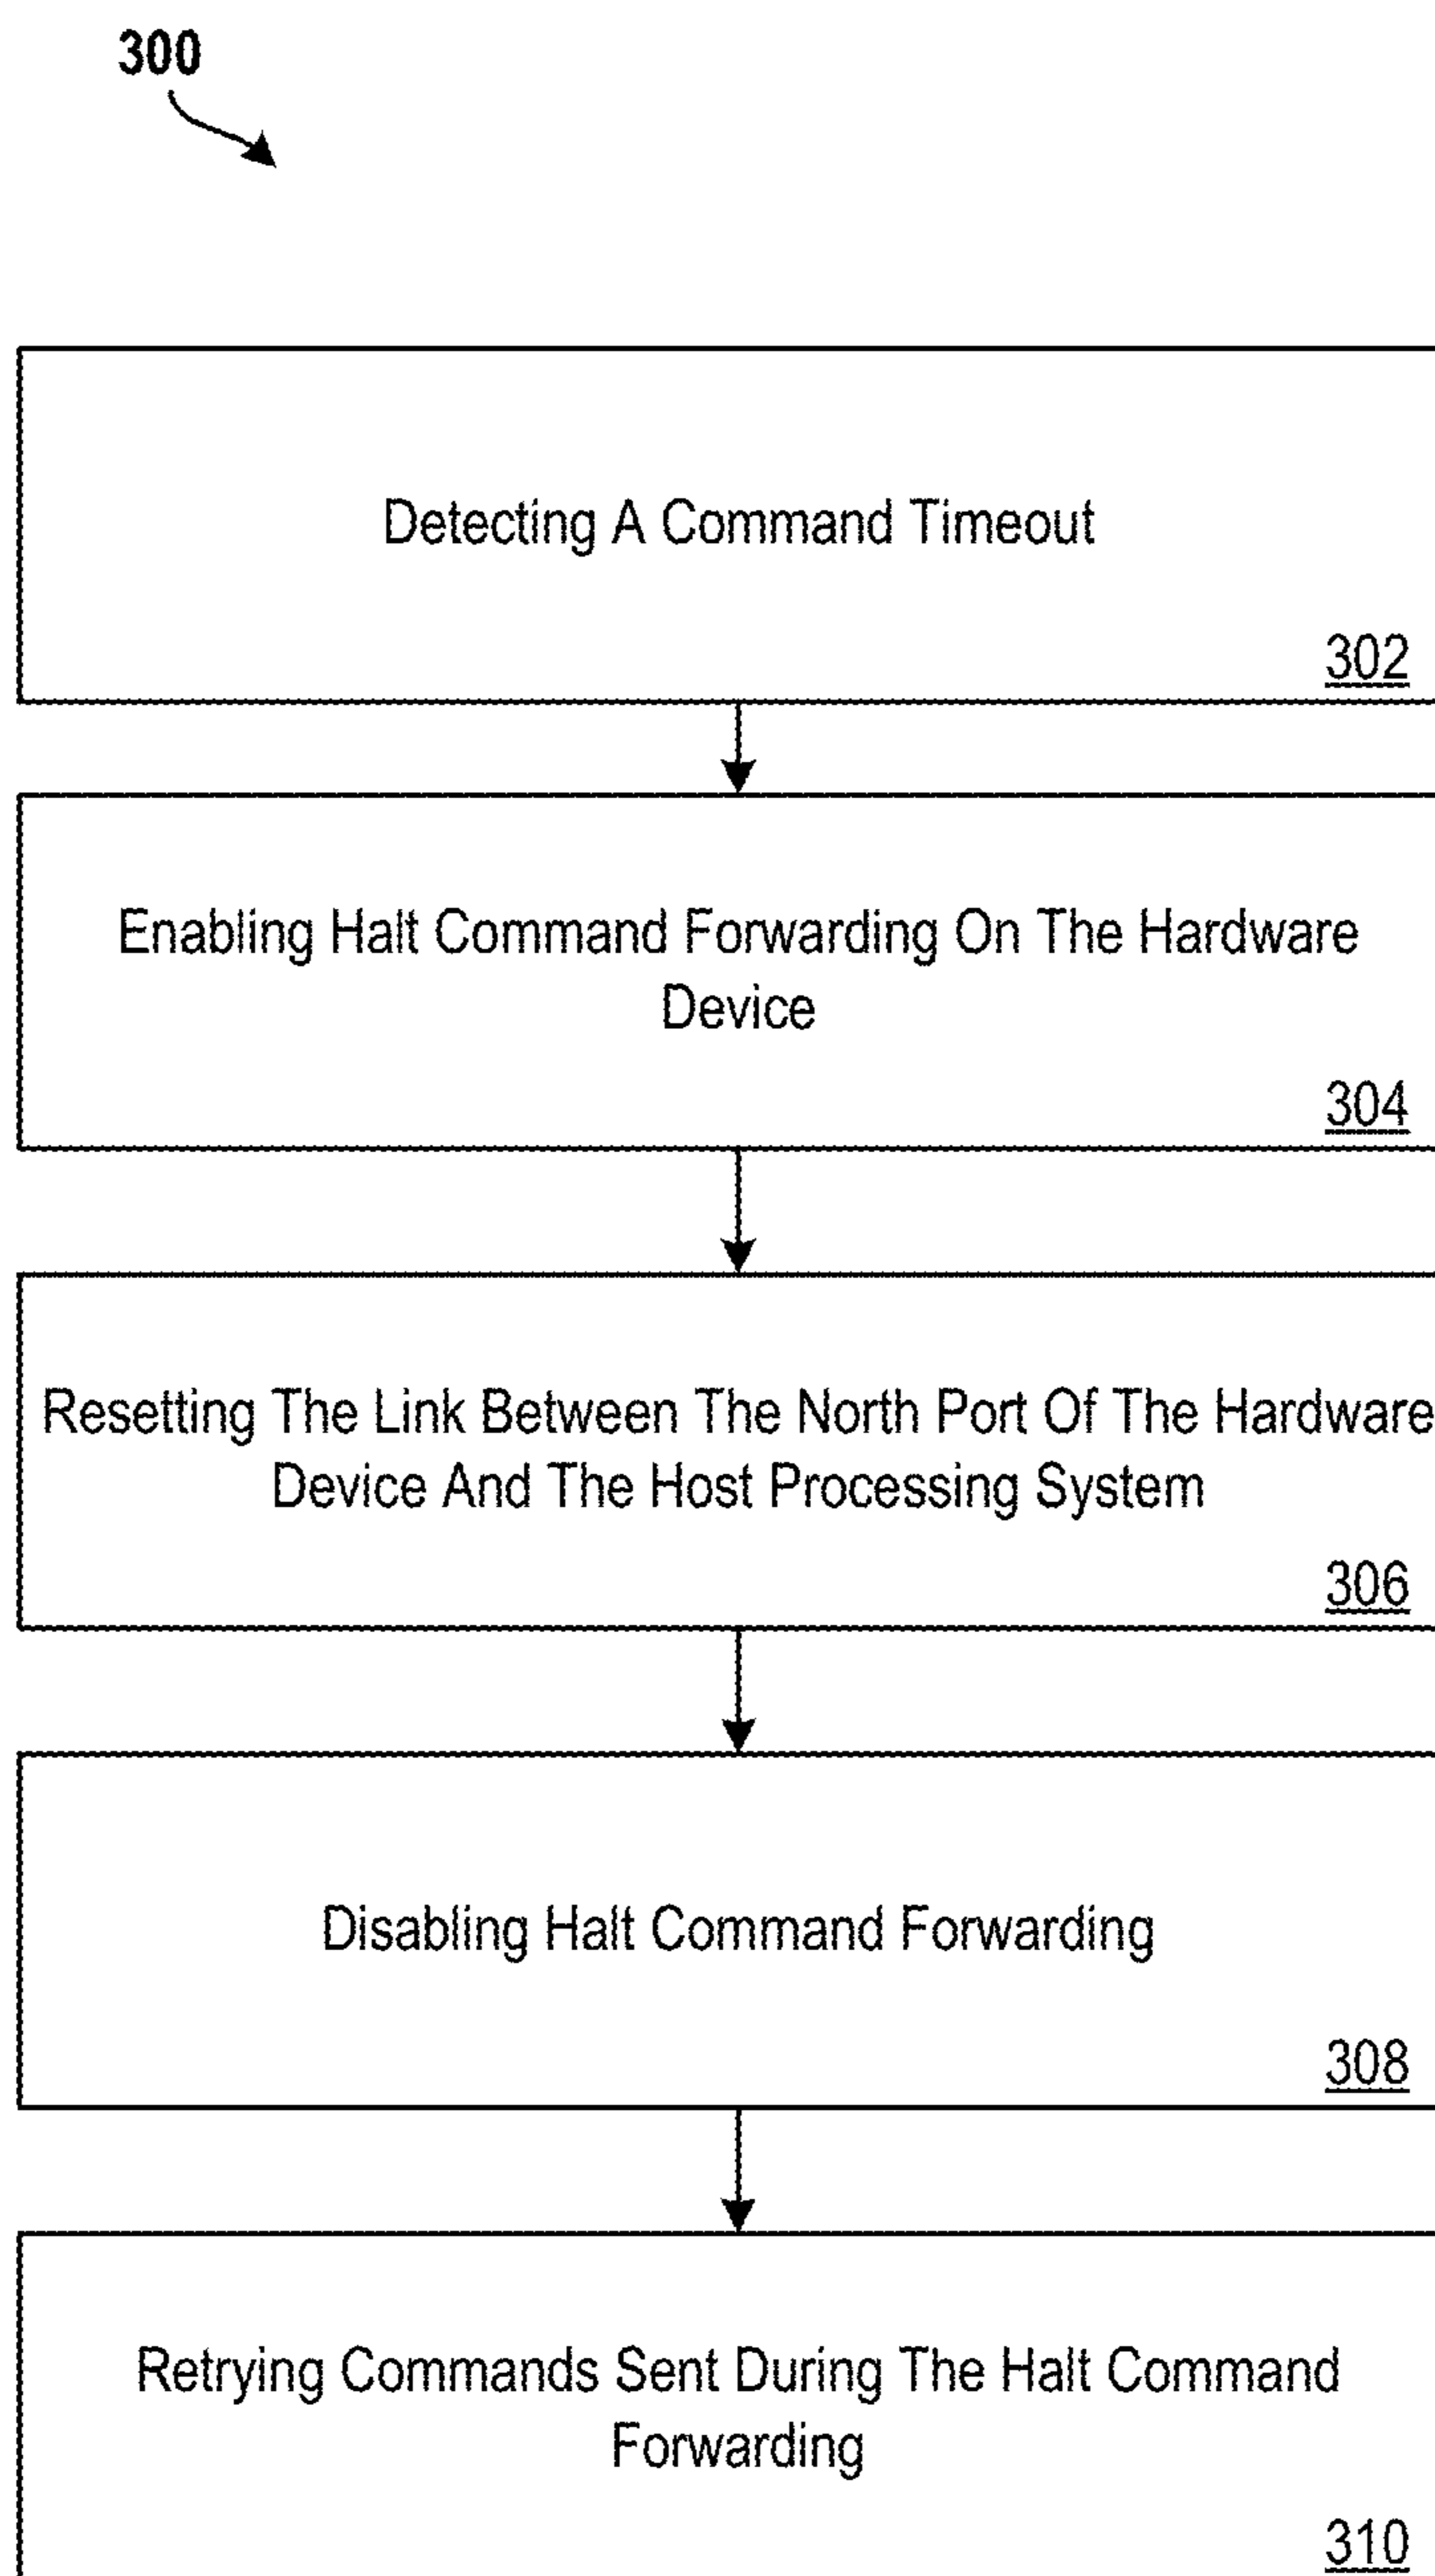 300
Detecting A Command Timeout
302
Enabling Halt Command Forwarding On The Hardware
Device
304
Resetting The Link Between The North Port Of The Hardware
Device And The Host Processing System
306
Disabling Halt Command Forwarding
308
Retrying Commands Sent During The Halt Command
Forwarding
310